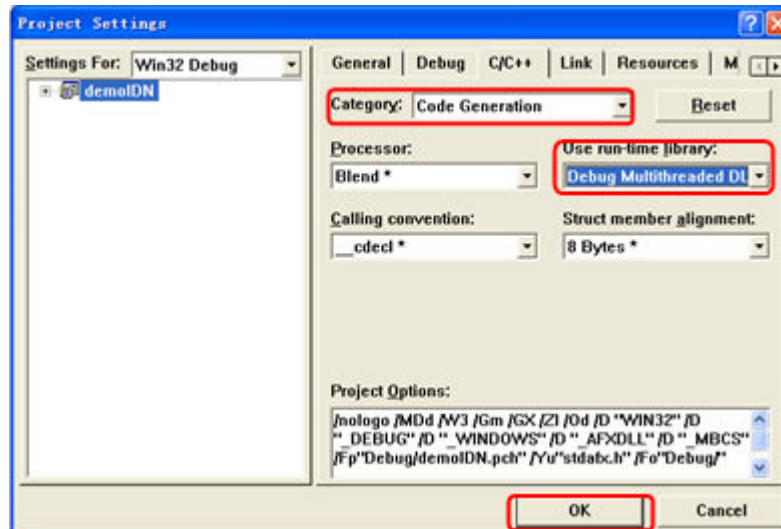 Project Settings
Settings For: Win32 Debug
demoIDN
General Debug C/C++ Link Resources M
Category: Code Generation
Reset
Processor:
Use run-time library:
Blend *
Debug Multithreaded DL
Calling convention:
Struct member alignment:
__cdecl *
8 Bytes *
Project Options:
/nologo /MDd /W3 /Gm /GX /ZI /Od /D "WIN32" /D
"_DEBUG" /D "_WINDOWS" /D "_AFXDLL" /D "_MBCS"
/Fp"Debug/demoIDN.pch" /Yu"stdafx.h" /Fo"Debug/"
OK
Cancel